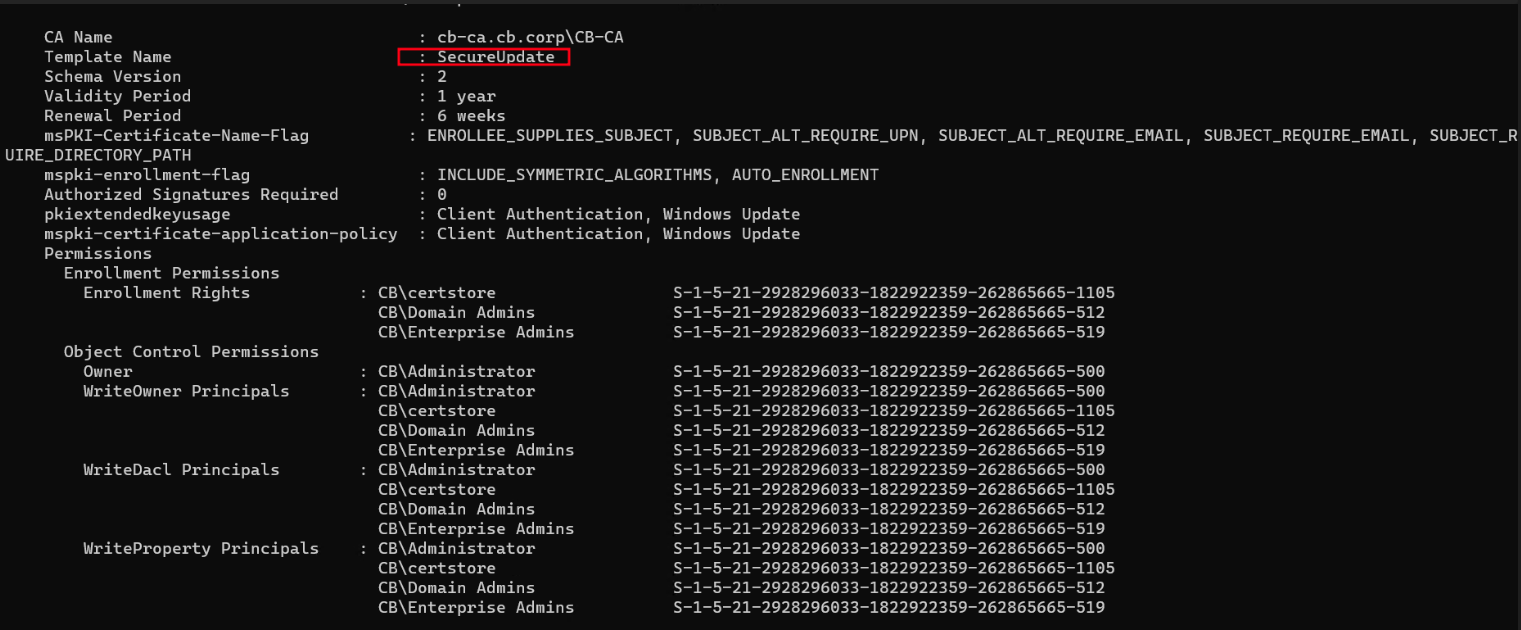 CA Name : cb-ca.cb.corp\CB-CA
Template Name : SecureUpdate
Schema Version : 2
Validity Period : 1 year
Renewal Period : 6 weeks
msPKI-Certificate-Name-Flag : ENROLLEE_SUPPLIES_SUBJECT, SUBJECT_ALT_REQUIRE_UPN, SUBJECT_ALT_REQUIRE_EMAIL, SUBJECT_REQUIRE_EMAIL, SUBJECT_R
UIRE_DIRECTORY_PATH
mspki-enrollment-flag : INCLUDE_SYMMETRIC_ALGORITHMS, AUTO_ENROLLMENT
Authorized Signatures Required : 0
pkiextendedkeyusage : Client Authentication, Windows Update
mspki-certificate-application-policy : Client Authentication, Windows Update
Permissions
Enrollment Permissions
Enrollment Rights : CB\certstore S-1-5-21-2928296033-1822922359-262865665-1105
CB\Domain Admins S-1-5-21-2928296033-1822922359-262865665-512
CB\Enterprise Admins S-1-5-21-2928296033-1822922359-262865665-519
Object Control Permissions
Owner : CB\Administrator S-1-5-21-2928296033-1822922359-262865665-500
WriteOwner Principals : CB\Administrator S-1-5-21-2928296033-1822922359-262865665-500
CB\certstore S-1-5-21-2928296033-1822922359-262865665-1105
CB\Domain Admins S-1-5-21-2928296033-1822922359-262865665-512
CB\Enterprise Admins S-1-5-21-2928296033-1822922359-262865665-519
WriteDacl Principals : CB\Administrator S-1-5-21-2928296033-1822922359-262865665-500
CB\certstore S-1-5-21-2928296033-1822922359-262865665-1105
CB\Domain Admins S-1-5-21-2928296033-1822922359-262865665-512
CB\Enterprise Admins S-1-5-21-2928296033-1822922359-262865665-519
WriteProperty Principals : CB\Administrator S-1-5-21-2928296033-1822922359-262865665-500
CB\certstore S-1-5-21-2928296033-1822922359-262865665-1105
CB\Domain Admins S-1-5-21-2928296033-1822922359-262865665-512
CB\Enterprise Admins S-1-5-21-2928296033-1822922359-262865665-519